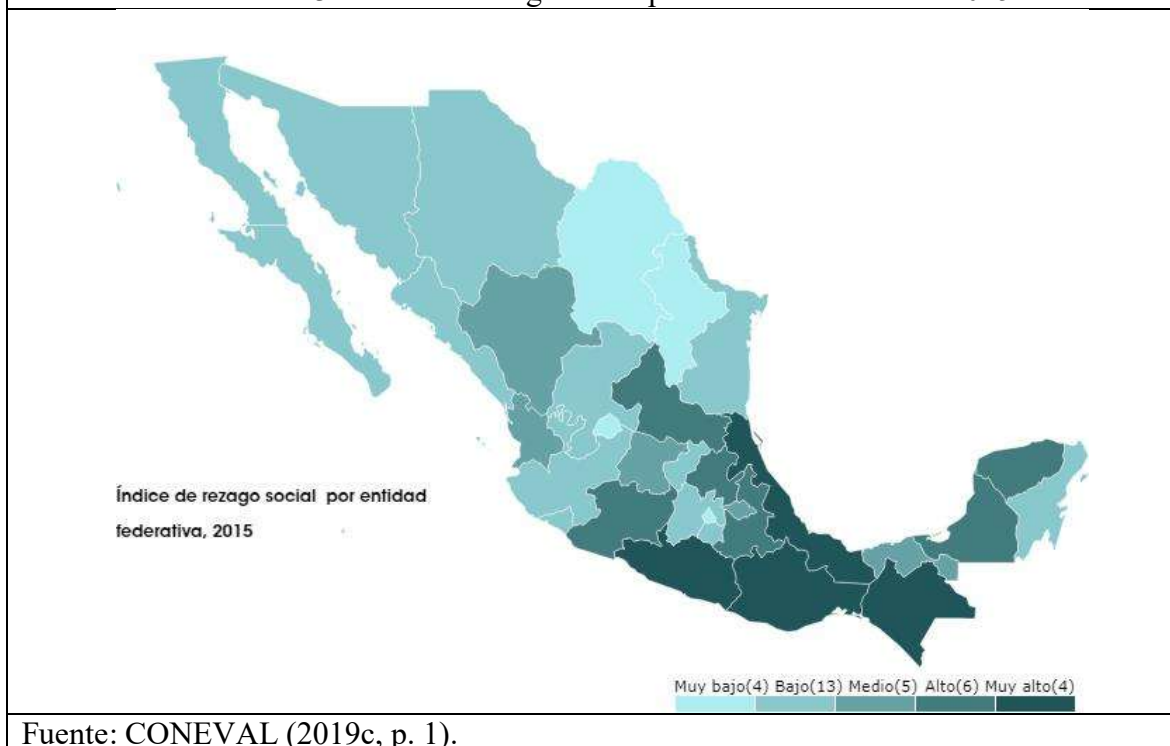 Índice de rezago social por entidad
federativa, 2015
Muy bajo(4) Bajo(13) Medio(5) Alto(6) Muy alto(4)
Fuente: CONEVAL (2019c, p. 1).